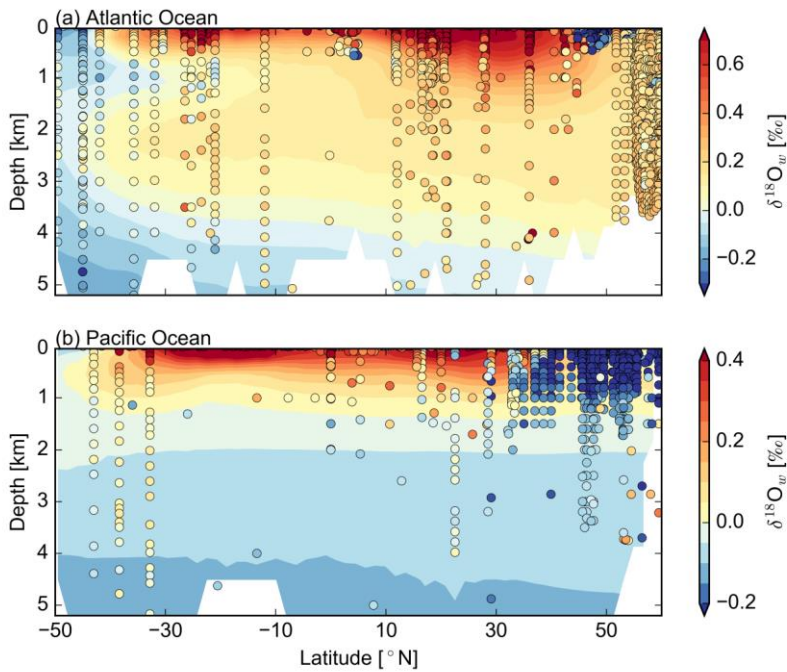 (a) Atlantic Ocean
0
1
2
3
4
5
Depth [km]
0.6
0.4
0.2
0.0
−0.2
δ¹⁸Ow [‰]
(b) Pacific Ocean
0
1
2
3
4
5
Depth [km]
0.4
0.2
0.0
−0.2
δ¹⁸Ow [‰]
−50 −30 −10 10 30 50
Latitude [°N]